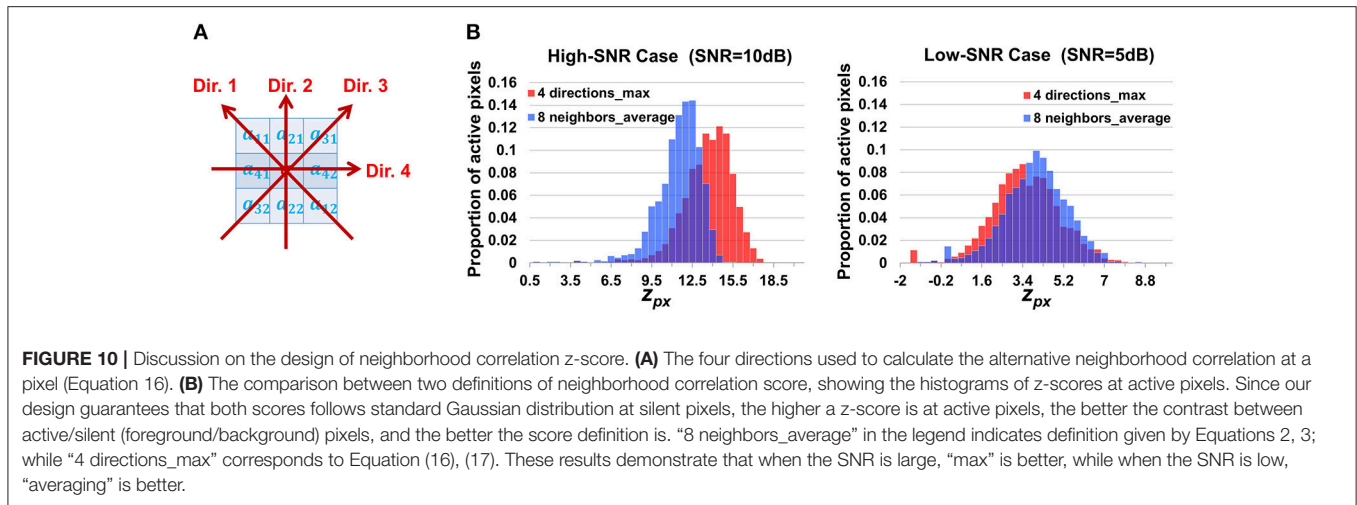 A
Dir. 1 Dir. 2 Dir. 3
a11 a21 a31
a41 a42 Dir. 4
a32 a22 a12
B
High-SNR Case (SNR=10dB)
Proportion of active pixels
0.16
0.14
0.12
0.1
0.08
0.06
0.04
0.02
0
4 directions_max
8 neighbors_average
0.5 3.5 6.5 9.5 12.5 15.5 18.5
zpx
Low-SNR Case (SNR=5dB)
Proportion of active pixels
0.16
0.14
0.12
0.1
0.08
0.06
0.04
0.02
0
4 directions_max
8 neighbors_average
-2 -0.2 1.6 3.4 5.2 7 8.8
zpx
FIGURE 10 | Discussion on the design of neighborhood correlation z-score. (A) The four directions used to calculate the alternative neighborhood correlation at a
pixel (Equation 16). (B) The comparison between two definitions of neighborhood correlation score, showing the histograms of z-scores at active pixels. Since our
design guarantees that both scores follows standard Gaussian distribution at silent pixels, the higher a z-score is at active pixels, the better the contrast between
active/silent (foreground/background) pixels, and the better the score definition is. “8 neighbors_average” in the legend indicates definition given by Equations 2, 3;
while “4 directions_max” corresponds to Equation (16), (17). These results demonstrate that when the SNR is large, “max” is better, while when the SNR is low,
“averaging” is better.